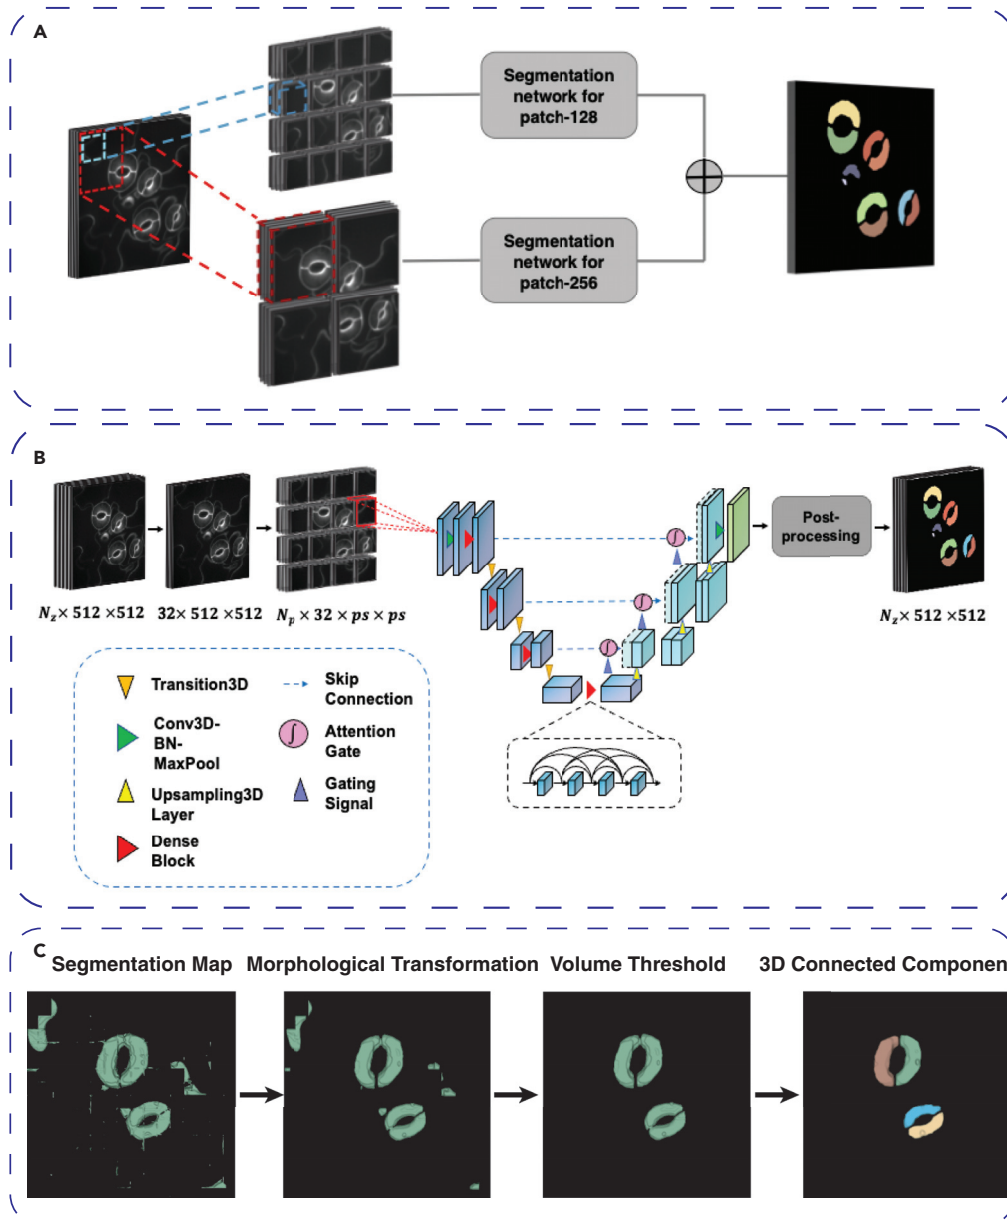 A
Segmentation
network for
patch-128
Segmentation
network for
patch-256
B
N_z × 512 ×512
32× 512 ×512
N_p × 32 × ps × ps
Post-
processing
N_z× 512 ×512
Transition3D
Conv3D-
BN-
MaxPool
Upsampling3D
Layer
Dense
Block
Skip
Connection
Attention
Gate
Gating
Signal
C
Segmentation Map
Morphological Transformation
Volume Threshold
3D Connected Componen